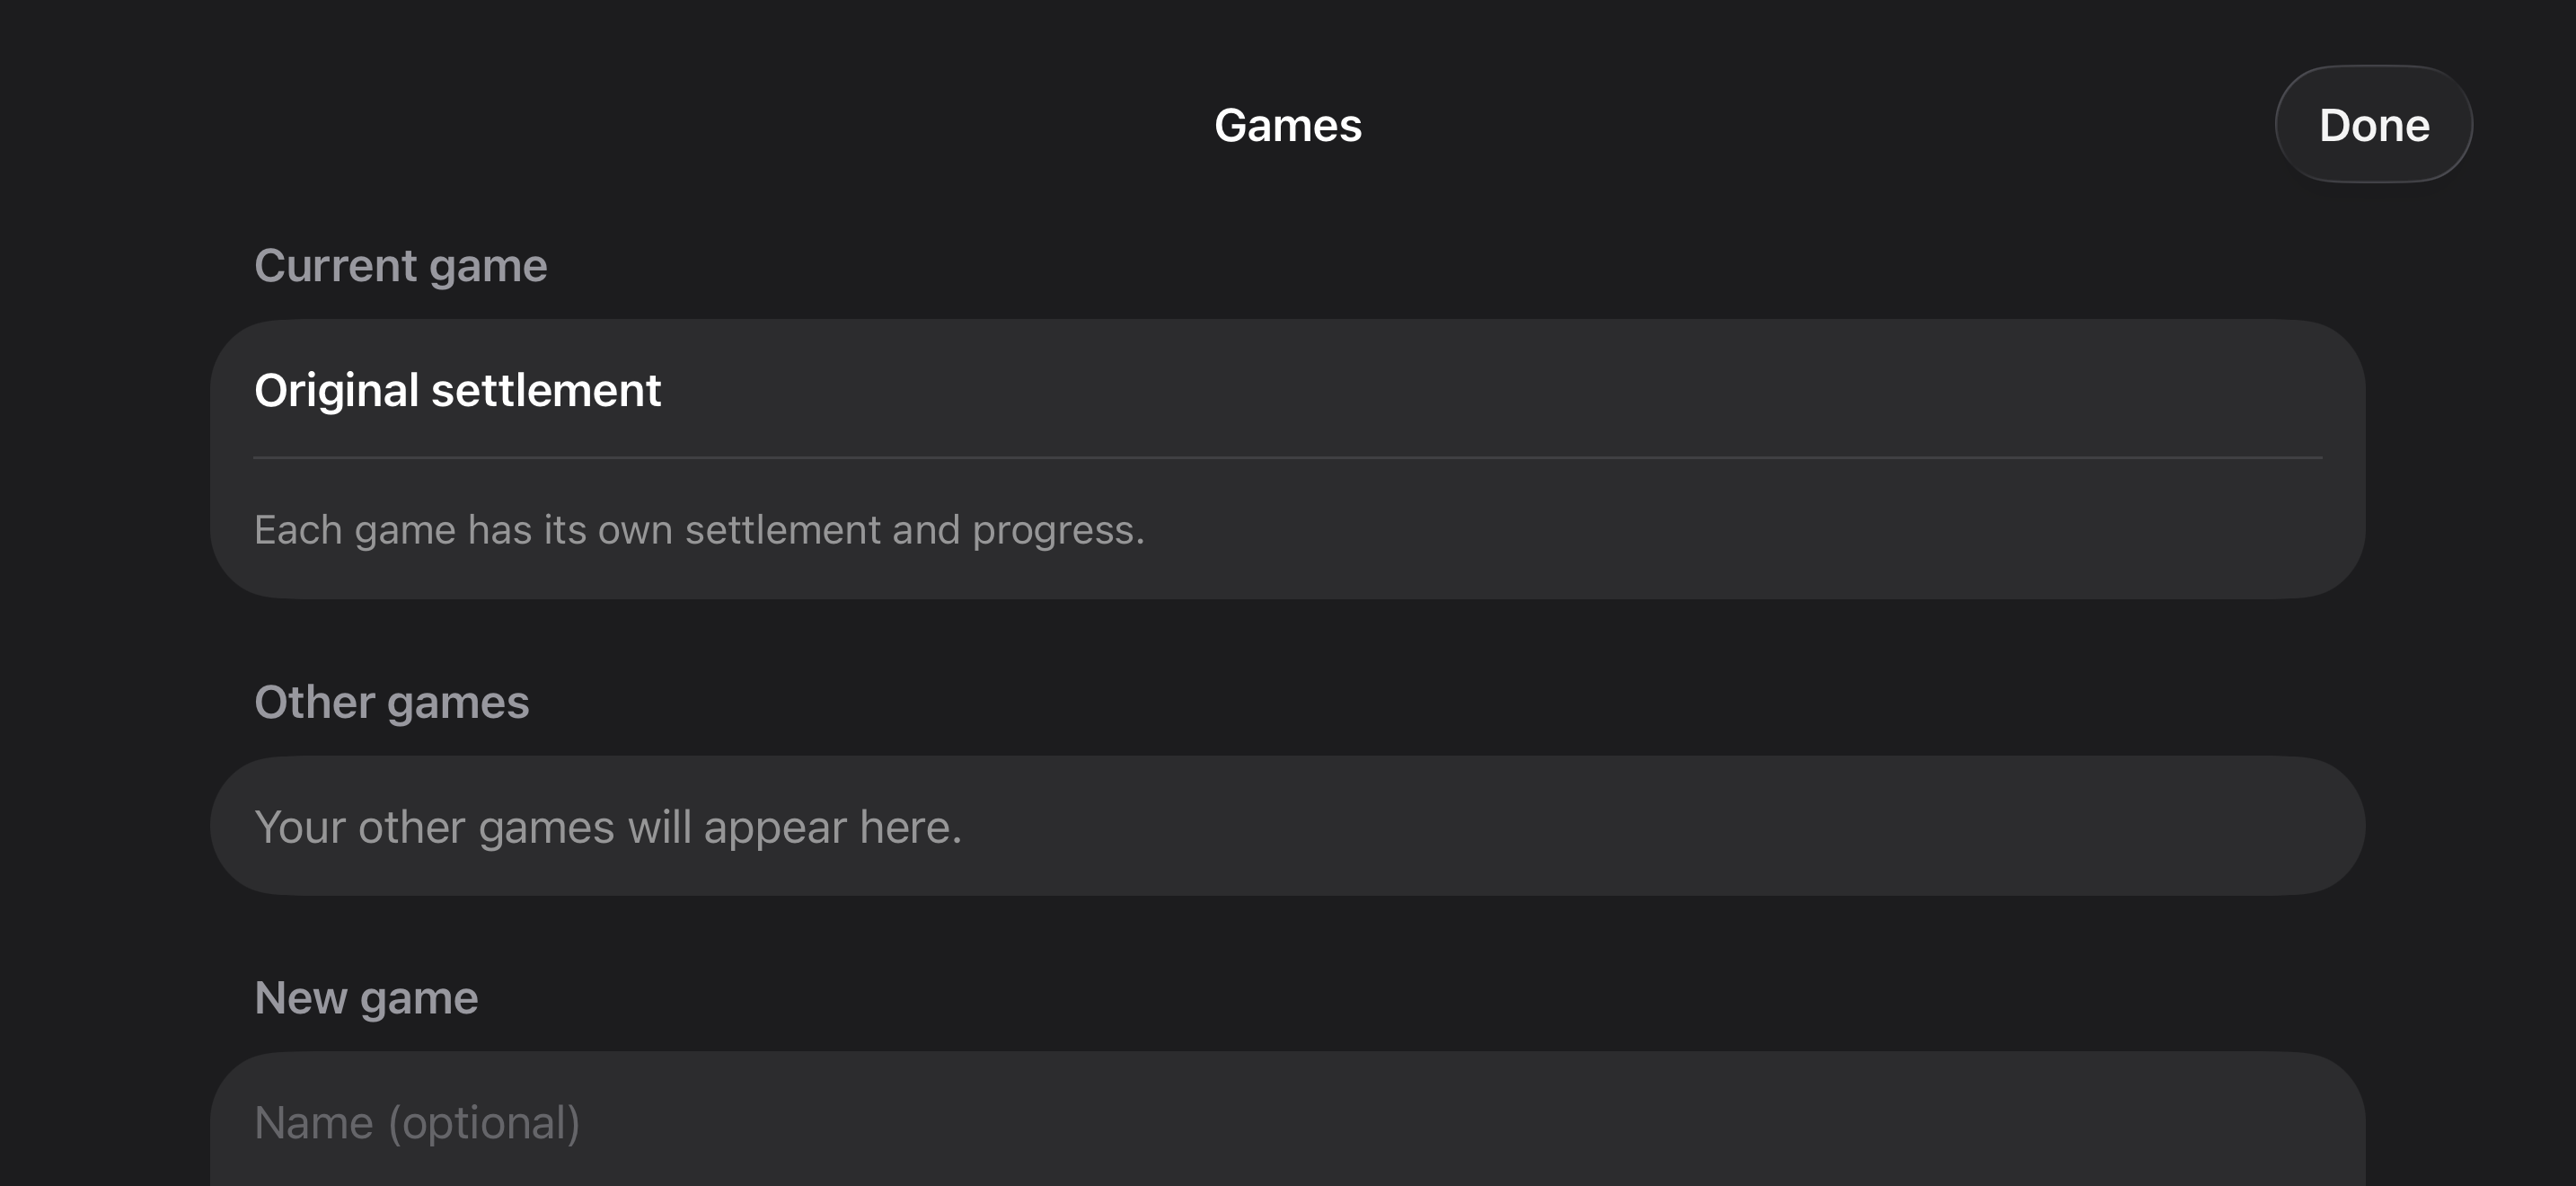 Games
Done
Current game
Original settlement
Each game has its own settlement and progress.
Other games
Your other games will appear here.
New game
Name (optional)